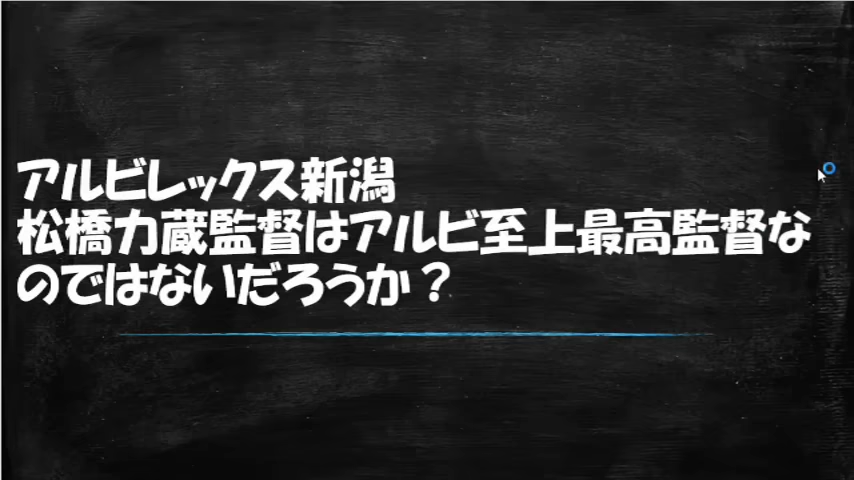 アルビレックス新潟
松橋力蔵監督はアルビ至上最高監督な
のではないだろうか？